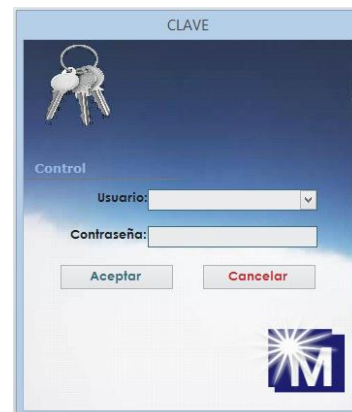 CLAVE
Control
Usuario:
Contraseña:
Aceptar Cancelar
M